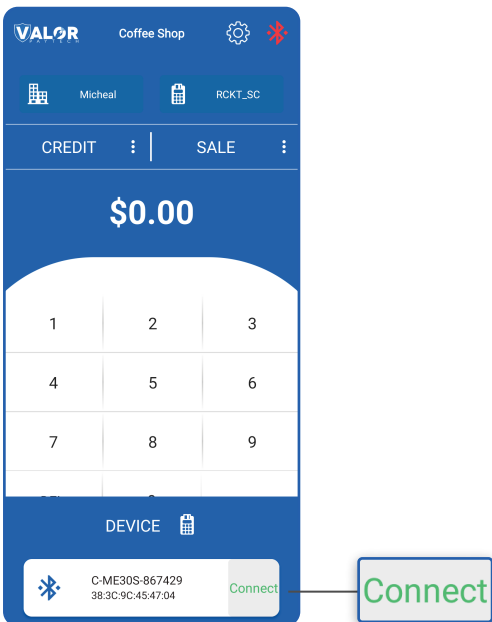 VALOR Coffee Shop
PAYTECH
Micheal RCKT_SC
CREDIT SALE
$0.00
1 2 3
4 5 6
7 8 9
DEVICE
C-ME30S-867429
38:3C:9C:45:47:04
Connect
Connect